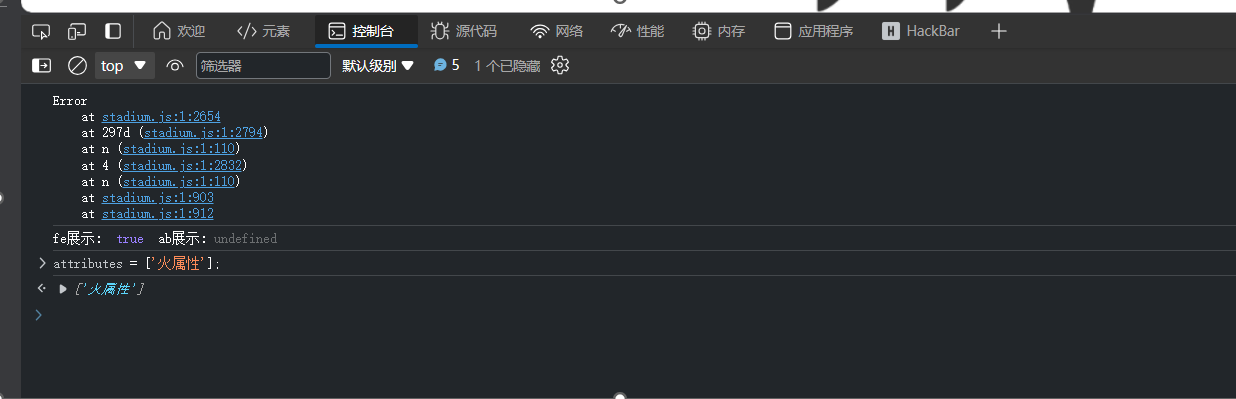 欢迎 元素 控制台 源代码 网络 性能 内存 应用程序 H HackBar
top 筛选器 默认级别 5 1 个已隐藏
Error
at stadium.js:1:2654
at 297d (stadium.js:1:2794)
at n (stadium.js:1:110)
at 4 (stadium.js:1:2832)
at n (stadium.js:1:110)
at stadium.js:1:903
at stadium.js:1:912
fe展示: true ab展示: undefined
attributes = ['火属性'];
['火属性']